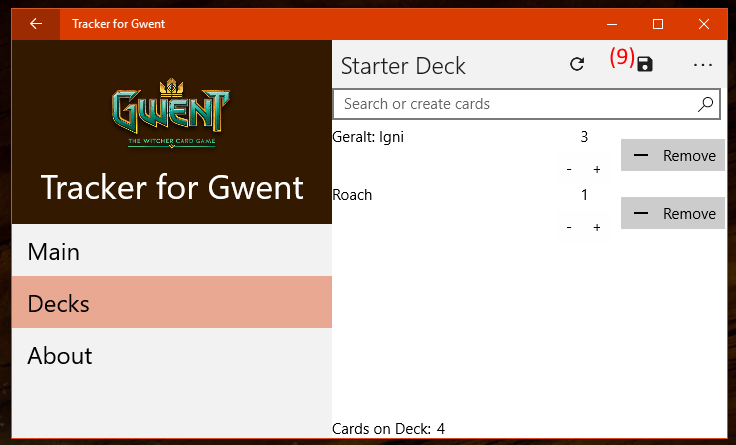 Tracker for Gwent
GWENT
THE WITCHER CARD GAME
Tracker for Gwent
Main
Decks
About
Starter Deck
(9)
...
Search or create cards
Geralt: Igni 3
- +
Remove
Roach 1
- +
Remove
Cards on Deck: 4